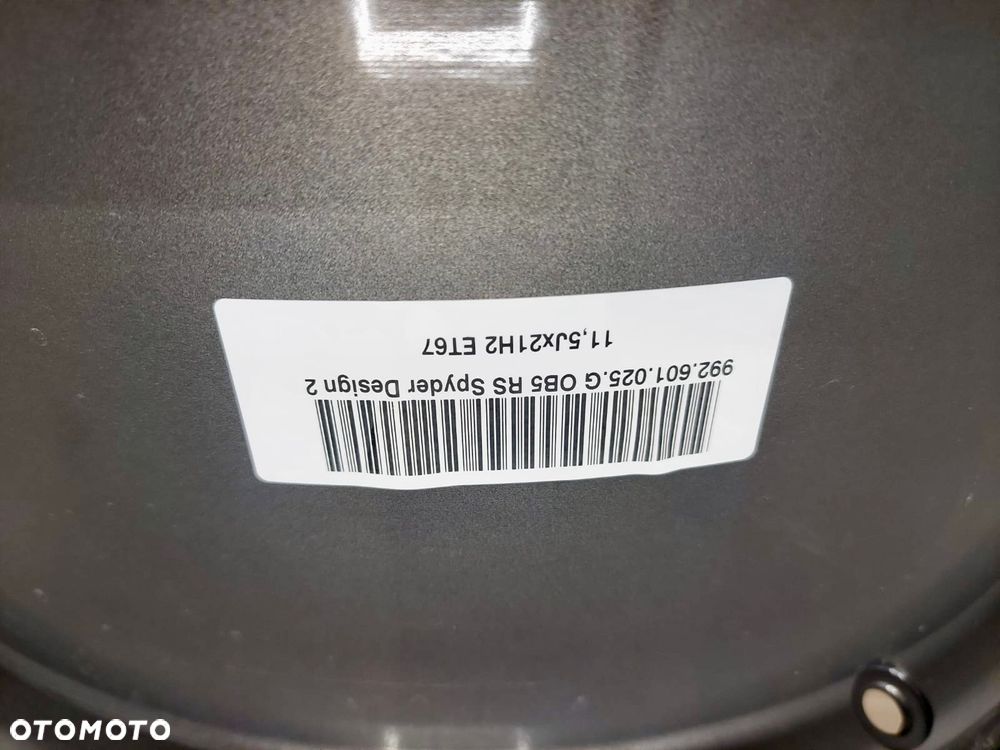 992.601.025.G OB5 RS Spyder Design 2
11,5Jx21H2 ET67
OTOMOTO